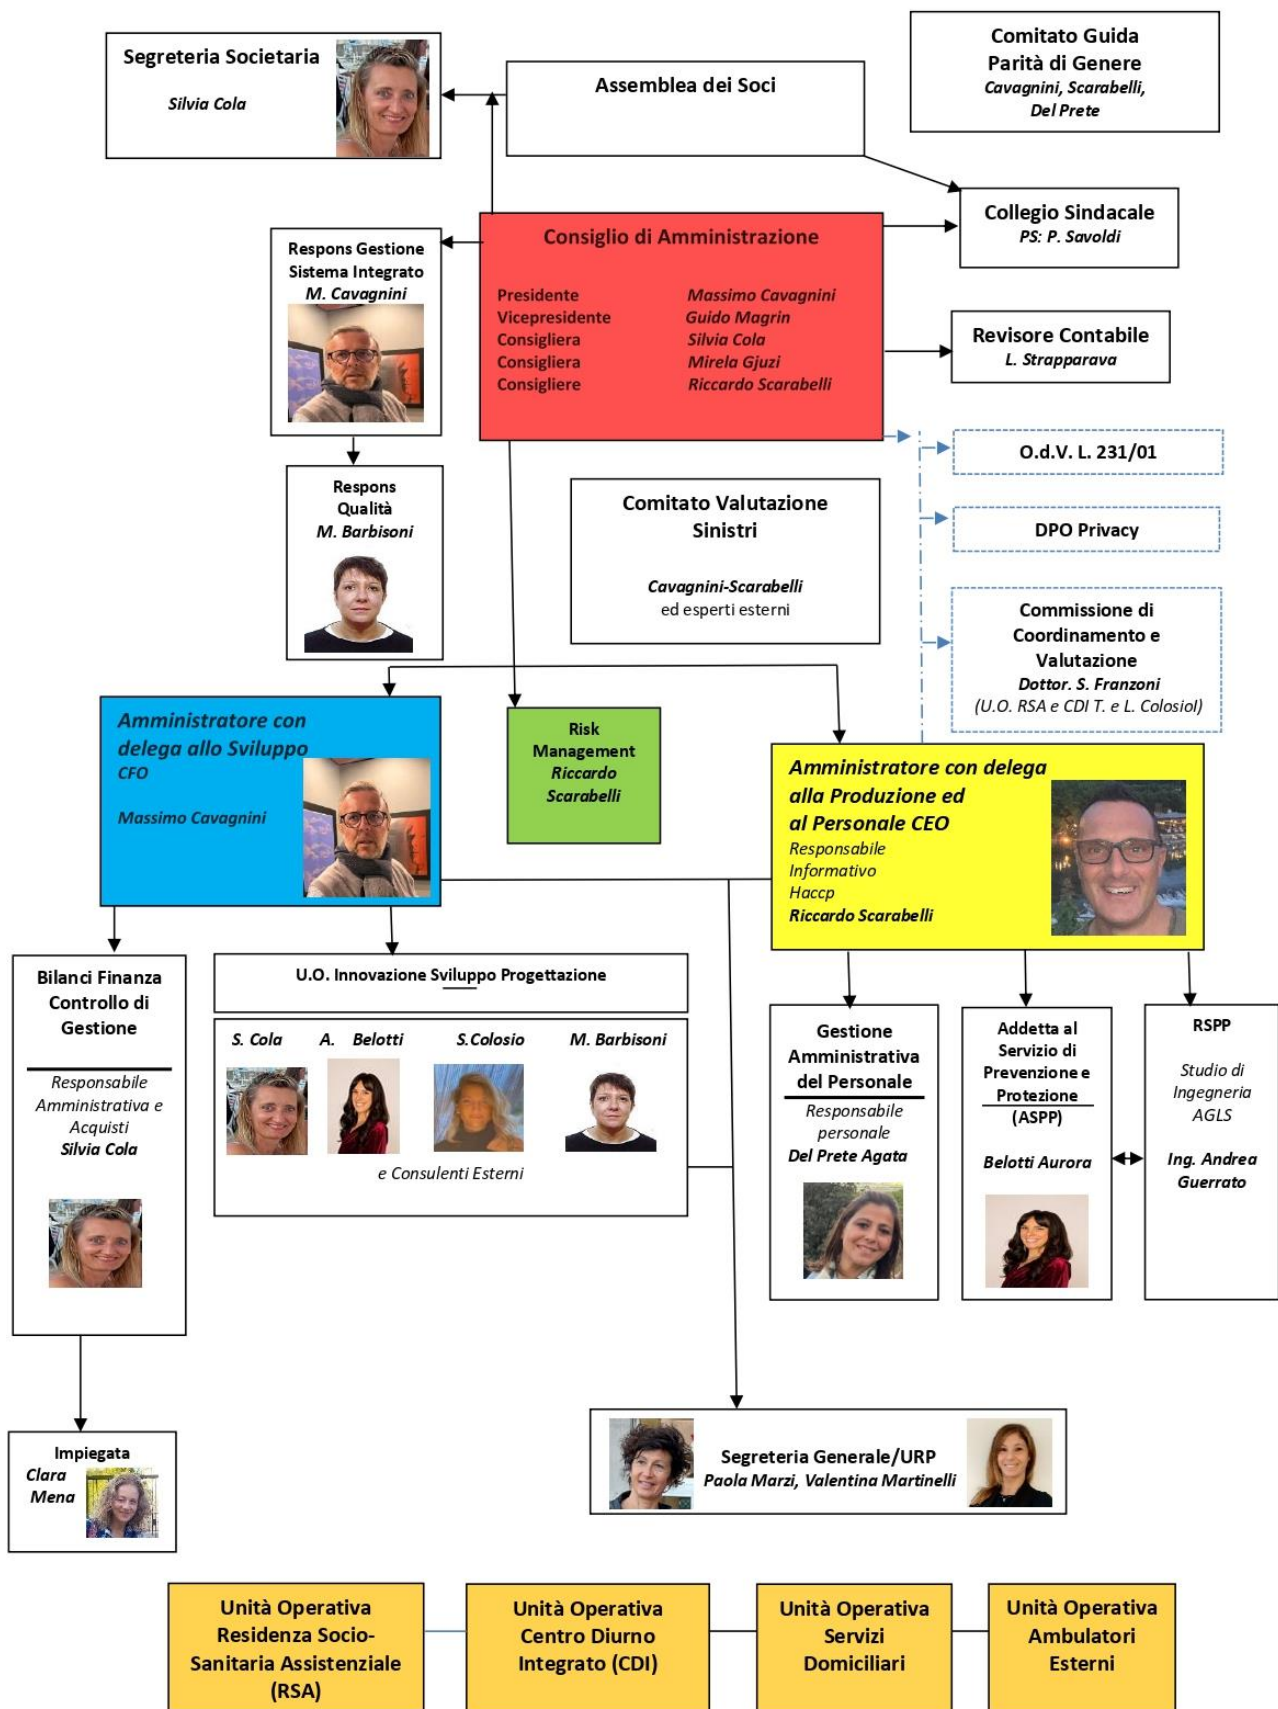 Segreteria Societaria
Silvia Cola
Assemblea dei Soci
Comitato Guida
Parità di Genere
Cavagnini, Scarabelli,
Del Prete
Collegio Sindacale
PS: P. Savoldi
Respons Gestione
Sistema Integrato
M. Cavagnini
Consiglio di Amministrazione
Presidente Massimo Cavagnini
Vicepresidente Guido Magrin
Consigliera Silvia Cola
Consigliera Mirela Gjuzi
Consigliere Riccardo Scarabelli
Revisore Contabile
L. Strapparava
O.d.V. L. 231/01
DPO Privacy
Respons
Qualità
M. Barbisoni
Comitato Valutazione
Sinistri
Cavagnini-Scarabelli
ed esperti esterni
Commissione di
Coordinamento e
Valutazione
Dottor. S. Franzoni
(U.O. RSA e CDI T. e L. Colosiol)
Amministratore con
delega allo Sviluppo
CFO
Massimo Cavagnini
Risk
Management
Riccardo
Scarabelli
Amministratore con delega
alla Produzione ed
al Personale CEO
Responsabile
Informativo
Haccp
Riccardo Scarabelli
Bilanci Finanza
Controllo di
Gestione
Responsabile
Amministrativa e
Acquisti
Silvia Cola
U.O. Innovazione Sviluppo Progettazione
S. Cola A. Belotti S.Colosio M. Barbisoni
e Consulenti Esterni
Gestione
Amministrativa
del Personale
Responsabile
personale
Del Prete Agata
Addetta al
Servizio di
Prevenzione e
Protezione
(ASPP)
Belotti Aurora
RSPP
Studio di
Ingegneria
AGLS
Ing. Andrea
Guerrato
Impiegata
Clara
Mena
Segreteria Generale/URP
Paola Marzi, Valentina Martinelli
Unità Operativa
Residenza Socio-
Sanitaria Assistenziale
(RSA)
Unità Operativa
Centro Diurno
Integrato (CDI)
Unità Operativa
Servizi
Domiciliari
Unità Operativa
Ambulatori
Esterni